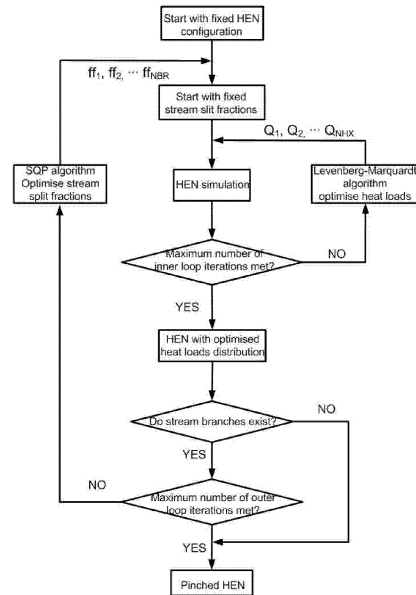 Start with fixed HEN
configuration
ff1, ff2, ··· ffNBR
Start with fixed
stream slit fractions
Q1, Q2, ··· QNHX
SQP algorithm
Optimise stream
split fractions
HEN simulation
Levenberg-Marquardt
algorithm
optimise heat loads
Maximum number of
inner loop iterations met?
NO
YES
HEN with optimised
heat loads distribution
Do stream branches exist?
NO
YES
NO
Maximum number of outer
loop iterations met?
YES
Pinched HEN